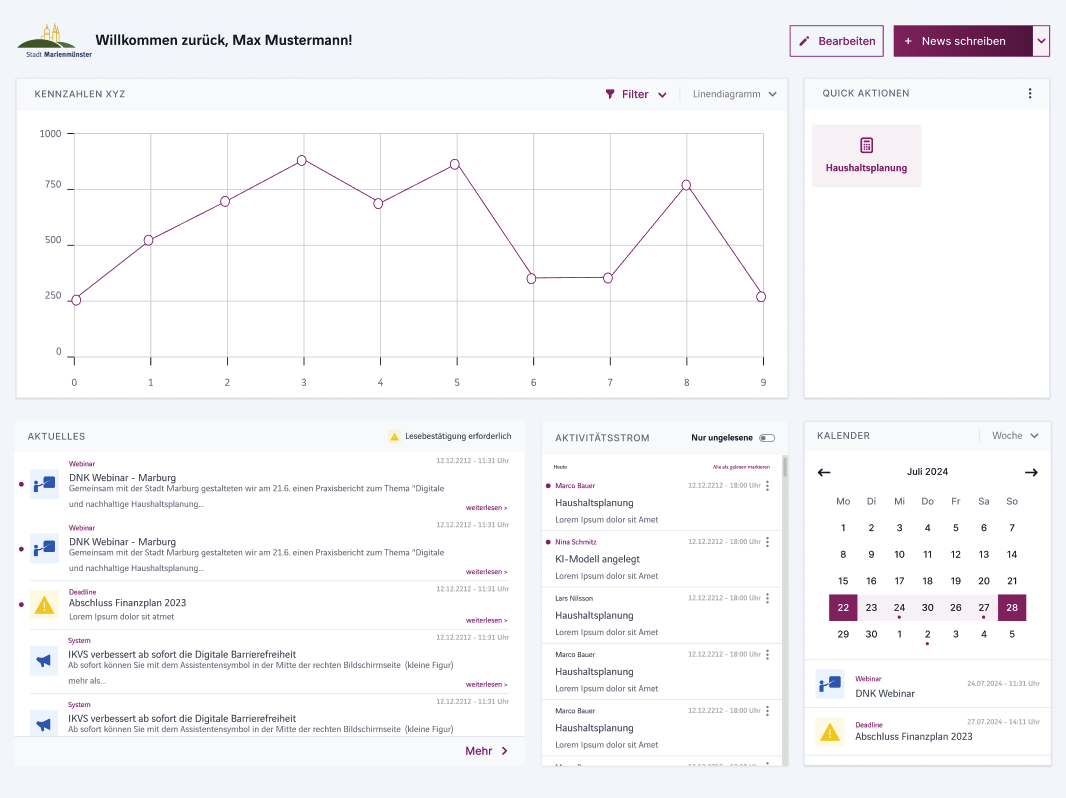 Stadt Marienmünster
Willkommen zurück, Max Mustermann!
Bearbeiten
+ News schreiben
KENNZAHLEN XYZ
Filter
Linendiagramm
1000
750
500
250
0
0 1 2 3 4 5 6 7 8 9
QUICK AKTIONEN
Haushaltsplanung
AKTUELLES
Lesebestätigung erforderlich
Webinar
12.12.2212 - 11:31 Uhr
DNK Webinar - Marburg
Gemeinsam mit der Stadt Marburg gestalteten wir am 21.6. einen Praxisbericht zum Thema "Digitale
und nachhaltige Haushaltsplanung...
weiterlesen >
Webinar
12.12.2212 - 11:31 Uhr
DNK Webinar - Marburg
Gemeinsam mit der Stadt Marburg gestalteten wir am 21.6. einen Praxisbericht zum Thema "Digitale
und nachhaltige Haushaltsplanung...
weiterlesen >
Deadline
12.12.2212 - 11:31 Uhr
Abschluss Finanzplan 2023
Lorem Ipsum dolor sit atmet
weiterlesen >
System
12.12.2212 - 11:31 Uhr
IKVS verbessert ab sofort die Digitale Barrierefreiheit
Ab sofort können Sie mit dem Assistentensymbol in der Mitte der rechten Bildschirmseite (kleine Figur)
mehr als...
weiterlesen >
System
12.12.2212 - 11:31 Uhr
IKVS verbessert ab sofort die Digitale Barrierefreiheit
Ab sofort können Sie mit dem Assistentensymbol in der Mitte der rechten Bildschirmseite (kleine Figur)
Mehr >
AKTIVITÄTSSTROM
Nur ungelesene
Heute
Alle als gelesen markieren
Marco Bauer
12.12.2212 - 18:00 Uhr
Haushaltsplanung
Lorem Ipsum dolor sit Amet
Nina Schmitz
12.12.2212 - 18:00 Uhr
KI-Modell angelegt
Lorem Ipsum dolor sit Amet
Lars Nilsson
12.12.2212 - 18:00 Uhr
Haushaltsplanung
Lorem Ipsum dolor sit Amet
Marco Bauer
12.12.2212 - 18:00 Uhr
Haushaltsplanung
Lorem Ipsum dolor sit Amet
Marco Bauer
12.12.2212 - 18:00 Uhr
Haushaltsplanung
Lorem Ipsum dolor sit Amet
KALENDER
Woche
Juli 2024
Mo Di Mi Do Fr Sa So
1 2 3 4 5 6 7
8 9 10 11 12 13 14
15 16 17 18 19 20 21
22 23 24 30 26 27 28
29 30 1 2 3 4 5
Webinar
24.07.2024 - 11:31 Uhr
DNK Webinar
Deadline
27.07.2024 - 14:11 Uhr
Abschluss Finanzplan 2023